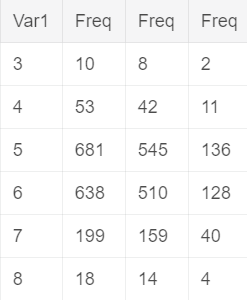 Var1 Freq Freq Freq
3 10 8 2
4 53 42 11
5 681 545 136
6 638 510 128
7 199 159 40
8 18 14 4